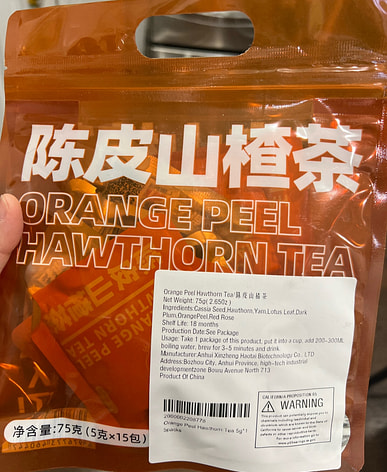 陈皮山楂茶
ORANGE PEEL
HAWTHORN TEA
Orange Peel Hawthorn Tea/陈皮山楂茶
Net Weight: 75g( 2.65oz )
Ingredients:Cassia Seed,Hawthorns,Yam,Lotus Leaf,Dark
Plum,OrangePeel,Red Rose
Shelf Life: 18 months
Production Date:See Package
Usage: Take 1 package of this product, put it into a cup, add 200-300ML
boiling water, brew for 3-5 minutes and drink.
Manufacturer:Anhui Xinzheng Haotui Biotechnology Co., LTD
Address:Bozhou City, Anhui Province, high-tech industrial
developmentzone Bowu Avenue North 713
Product Of China
Orange Peel Hawthorn Tea 5g*1
CALIFORNIA PROPOSITION 65
WARNING
净含量:75克 (5克×15包)